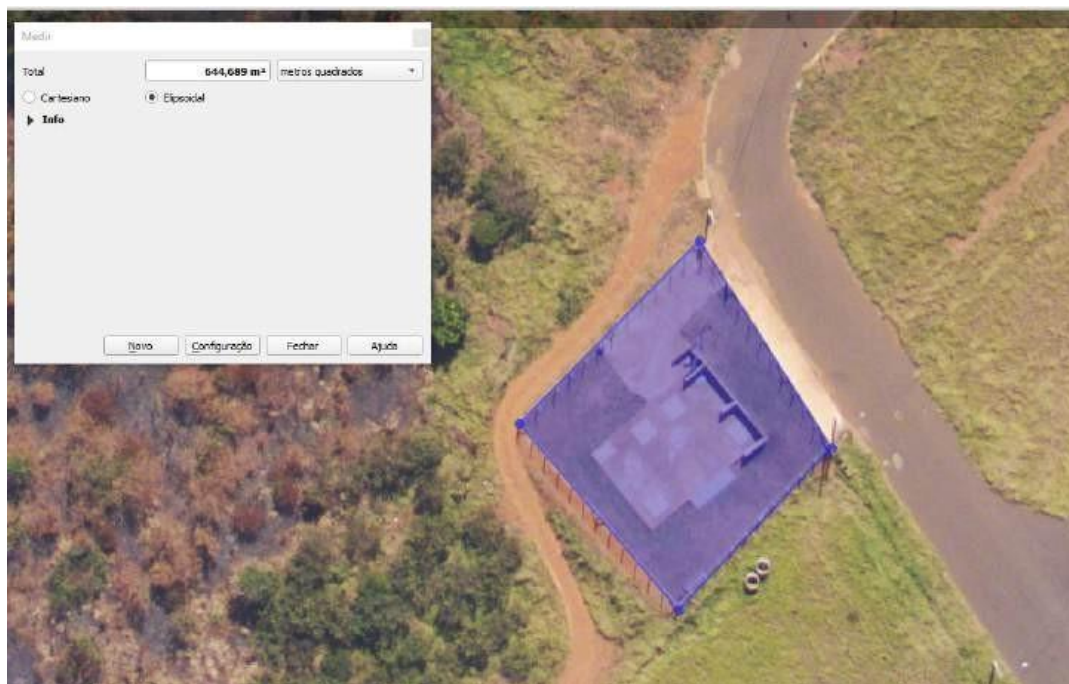 Medir
Total 644,689 m² metros quadrados
Cartesiano Elipsoidal
Info
Novo Configuração Fechar Ajuda